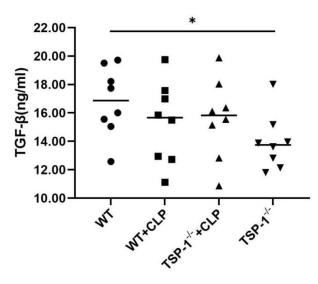 *
TGF-β(ng/ml)
22.00
20.00
18.00
16.00
14.00
12.00
10.00
WT
WT+CLP
TSP-1⁻/⁻+CLP
TSP-1⁻/⁻